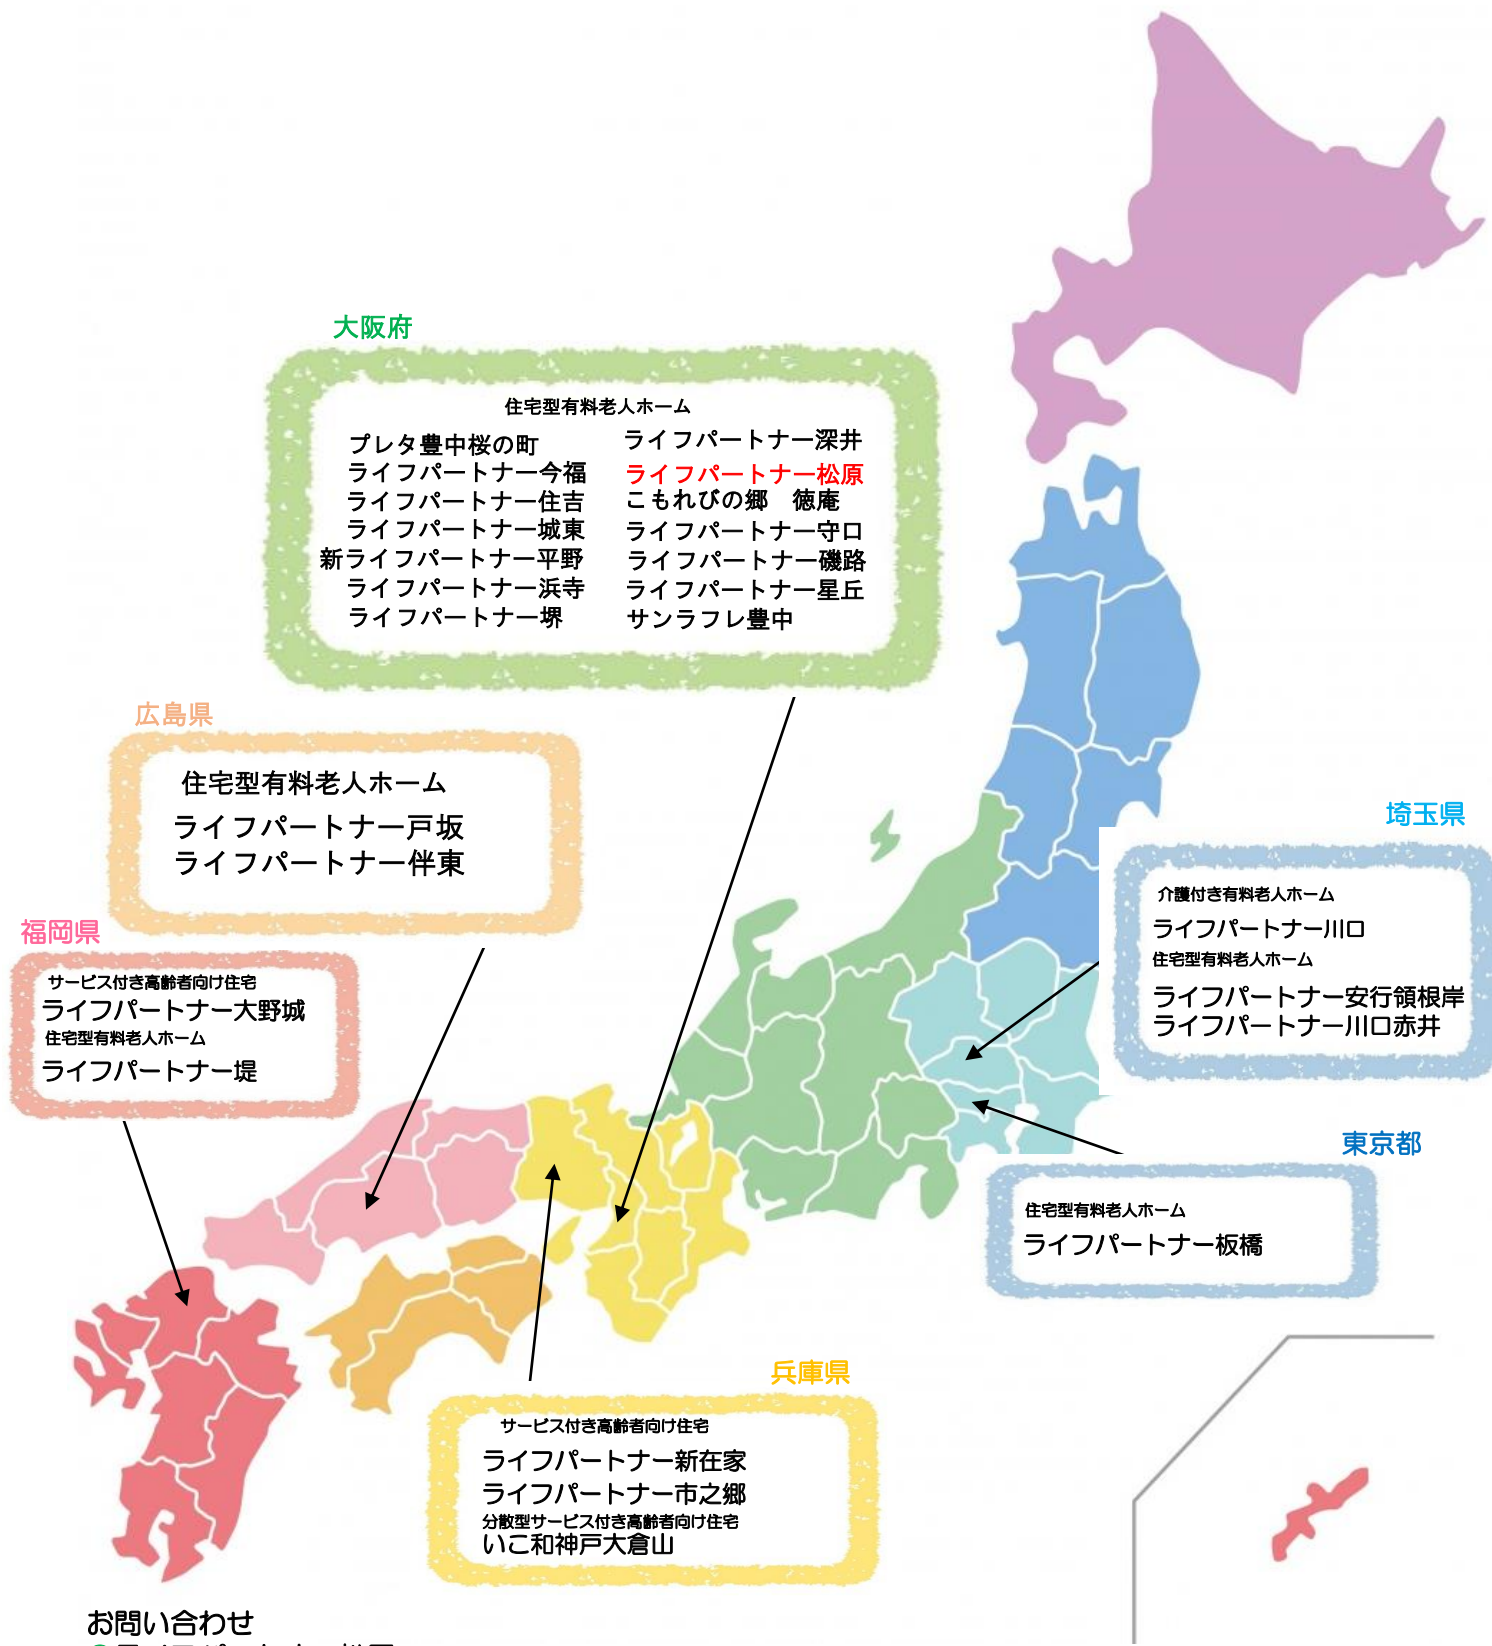 大阪府
住宅型有料老人ホーム
プレタ豊中桜の町
ライフパートナー今福
ライフパートナー住吉
ライフパートナー城東
新ライフパートナー平野
ライフパートナー浜寺
ライフパートナー堺
ライフパートナー深井
ライフパートナー松原
こもれびの郷　徳庵
ライフパートナー守口
ライフパートナー磯路
ライフパートナー星丘
サンラフレ豊中
広島県
住宅型有料老人ホーム
ライフパートナー戸坂
ライフパートナー伴東
福岡県
サービス付き高齢者向け住宅
ライフパートナー大野城
住宅型有料老人ホーム
ライフパートナー堤
埼玉県
介護付き有料老人ホーム
ライフパートナー川口
住宅型有料老人ホーム
ライフパートナー安行領根岸
ライフパートナー川口赤井
東京都
住宅型有料老人ホーム
ライフパートナー板橋
兵庫県
サービス付き高齢者向け住宅
ライフパートナー新在家
ライフパートナー市之郷
分散型サービス付き高齢者向け住宅
いこ和神戸大倉山
お問い合わせ